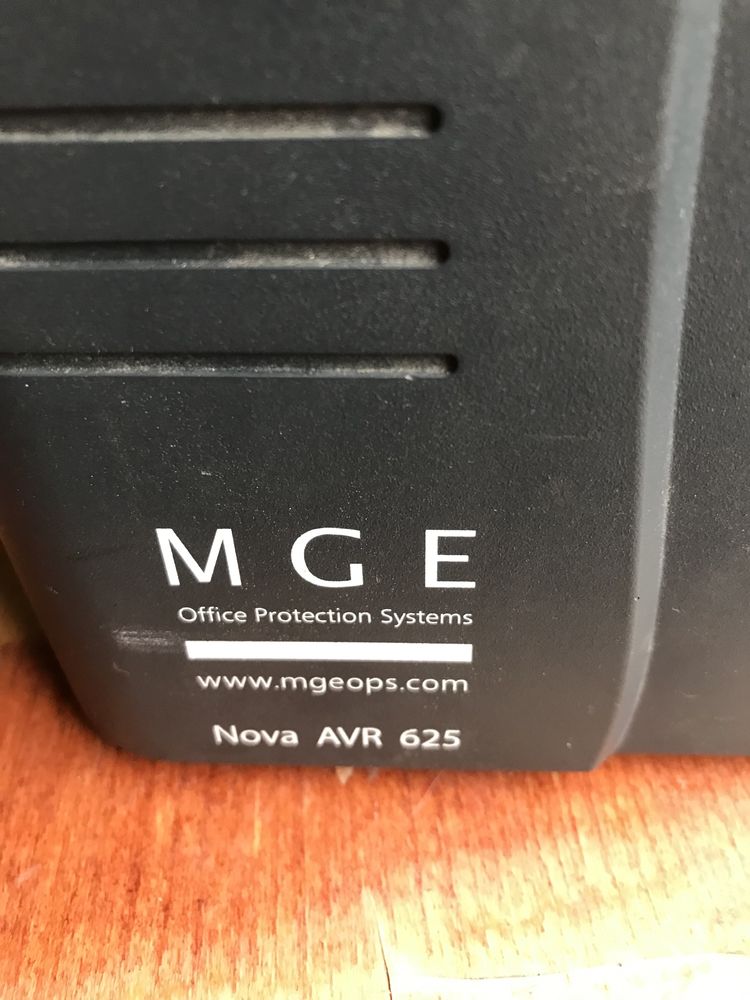 MGE
Office Protection Systems
www.mgeops.com
Nova AVR 625